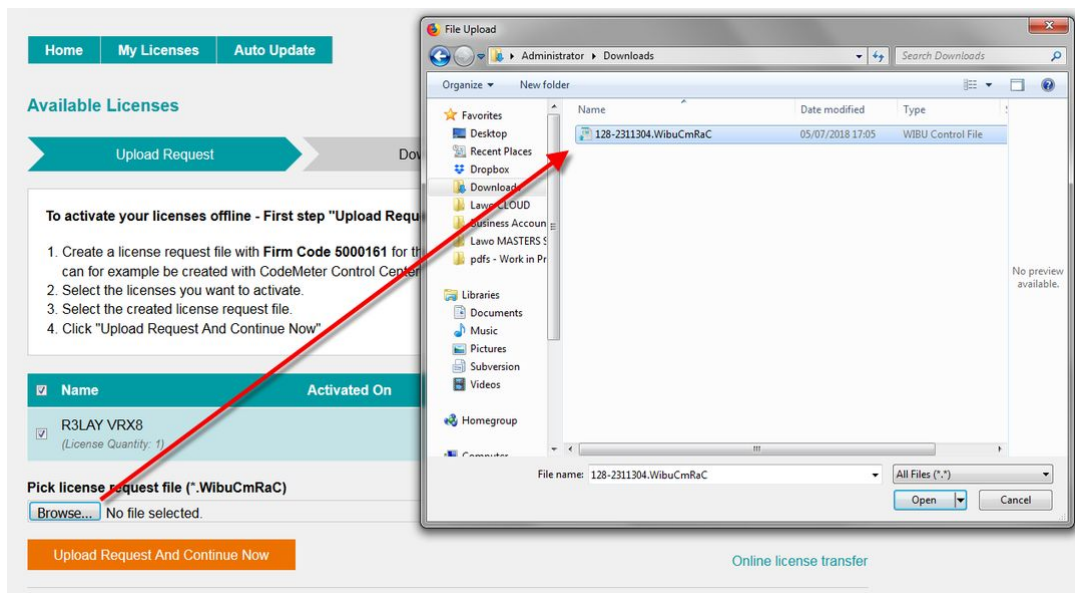 Home My Licenses Auto Update
Available Licenses
Upload Request
To activate your licenses offline - First step "Upload Requ
1. Create a license request file with Firm Code 5000161 for th
can for example be created with CodeMeter Control Center
2. Select the licenses you want to activate.
3. Select the created license request file.
4. Click "Upload Request And Continue Now"
Name Activated On
R3LAY VRX8
(License Quantity: 1)
Pick license request file (*.WibuCmRaC)
Browse... No file selected.
Upload Request And Continue Now
Online license transfer
File Upload
Administrator Downloads
Search Downloads
Organize New folder
Name Date modified Type
128-2311304.WibuCmRaC 05/07/2018 17:05 WIBU Control File
Favorites
Desktop
Recent Places
Dropbox
Downloads
Lawo CLOUD
Business Accoun
Lawo MASTERS S
pdfs - Work in Pr
Libraries
Documents
Music
Pictures
Subversion
Videos
Homegroup
Computer
No preview
available.
File name: 128-2311304.WibuCmRaC
All Files (*.*)
Open Cancel